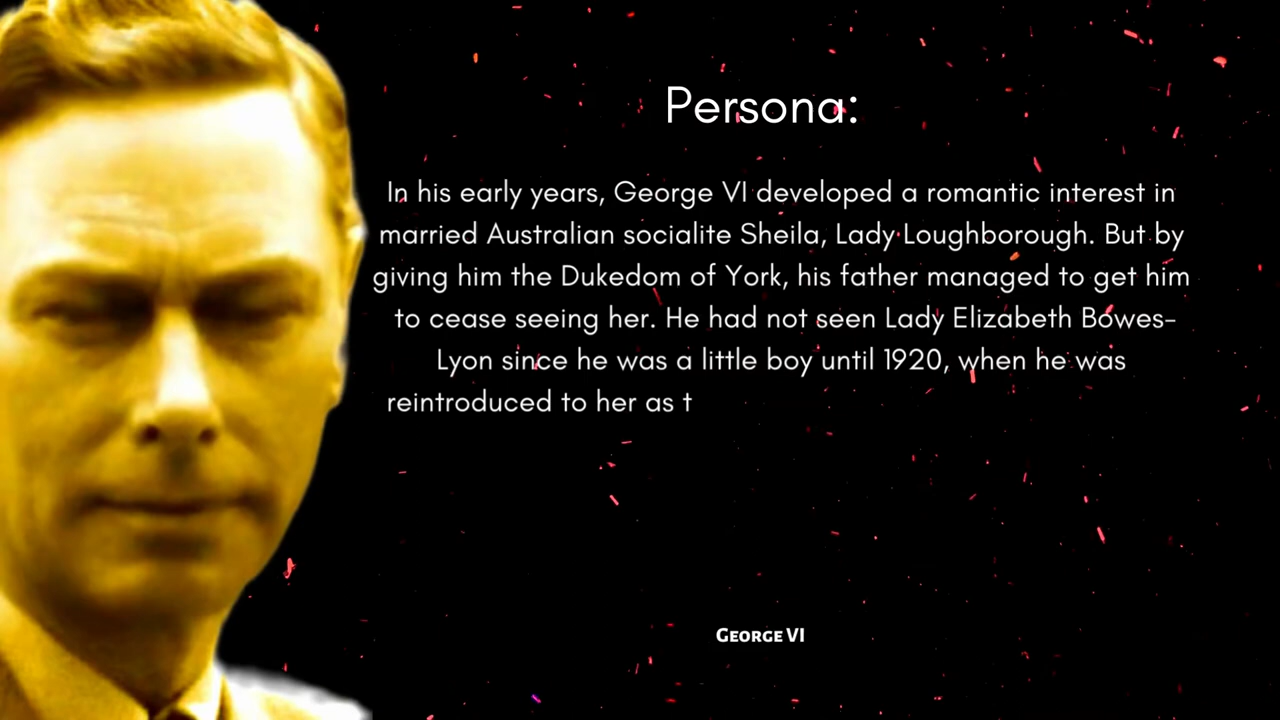 Persona:
In his early years, George VI developed a romantic interest in
married Australian socialite Sheila, Lady Loughborough. But by
giving him the Dukedom of York, his father managed to get him
to cease seeing her. He had not seen Lady Elizabeth Bowes-
Lyon since he was a little boy until 1920, when he was
reintroduced to her as t
George VI